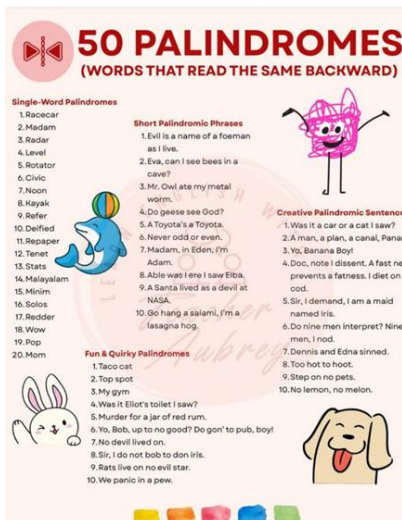 50 PALINDROMES
(WORDS THAT READ THE SAME BACKWARD)
Single-Word Palindromes
1. Racecar
2. Madam
3. Radar
4. Level
5. Rotator
6. Civic
7. Noon
8. Kayak
9. Refer
10. Deified
11. Repaper
12. Tenet
13. Stats
14. Malayalam
15. Minim
16. Solos
17. Redder
18. Wow
19. Pop
20. Mom
Short Palindromic Phrases
1. Evil is a name of a foeman
as I live.
2. Eva, can I see bees in a
cave?
3. Mr. Owl ate my metal
worm.
4. Do geese see God?
5. A Toyota's a Toyota.
6. Never odd or even.
7. Madam, in Eden, I'm
Adam.
8. Able was I ere I saw Elba.
9. A Santa lived as a devil at
NASA.
10. Go hang a salami, I'm a
lasagna hog.
Creative Palindromic Sentenc
1. Was it a car or a cat I saw?
2. A man, a plan, a canal, Pana
3. Yo, Banana Boy!
4. Doc, note I dissent. A fast ne
prevents a fatness. I diet on
cod.
5. Sir, I demand, I am a maid
named Iris.
6. Do nine men interpret? Nine
men, I nod.
7. Dennis and Edna sinned.
8. Too hot to hoot.
9. Step on no pets.
10. No lemon, no melon.
Fun & Quirky Palindromes
1. Taco cat
2. Top spot
3. My gym
4. Was it Eliot's toilet I saw?
5. Murder for a jar of red rum.
6. Yo, Bob, up to no good? Do gon' to pub, boy!
7. No devil lived on.
8. Sir, I do not bob to don iris.
9. Rats live on no evil star.
10. We panic in a pew.
LEARN ENGLISH W
Aubrey